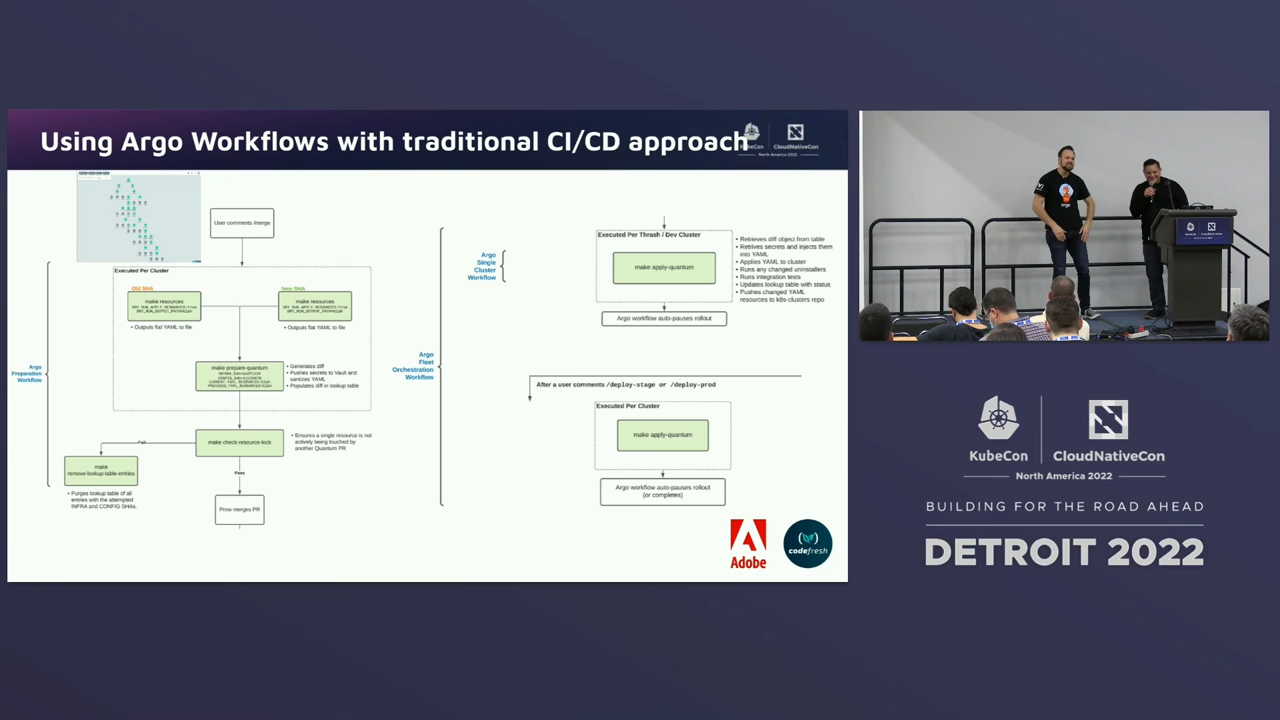 Using Argo Workflows with traditional CI/CD approach
KubeCon
CloudNativeCon
North America 2022
User comments /merge
Executed Per Cluster
Old SHA
New SHA
make resources
make resources
• Outputs flat YAML to file
• Outputs flat YAML to file
Argo
Preparation
Workflow
make prepare-quantum
• Generates diff
• Pushes secrets to Vault and
santizes YAML
• Populates diff in lookup table
make check-resource-lock
• Ensures a single resource is not
actively being touched by
another Quantum PR
Fail
make
remove-lookup-table-entries
• Purges lookup table of all
entries with the attempted
INFRA and CONFIG SHAs.
Pass
Prow merges PR
Argo
Fleet
Orchestration
Workflow
Argo
Single
Cluster
Workflow
Executed Per Thrash / Dev Cluster
make apply-quantum
• Retrieves diff object from table
• Retrives secrets and injects them
into YAML
• Applies YAML to cluster
• Runs any changed uninstallers
• Runs integration tests
• Updates lookup table with status
• Pushes changed YAML
resources to k8s-clusters repo
Argo workflow auto-pauses rollout
After a user comments /deploy-stage or /deploy-prod
Executed Per Cluster
make apply-quantum
Argo workflow auto-pauses rollout
(or completes)
Adobe
codefresh
argo
KubeCon
CloudNativeCon
North America 2022
BUILDING FOR THE ROAD AHEAD
DETROIT 2022